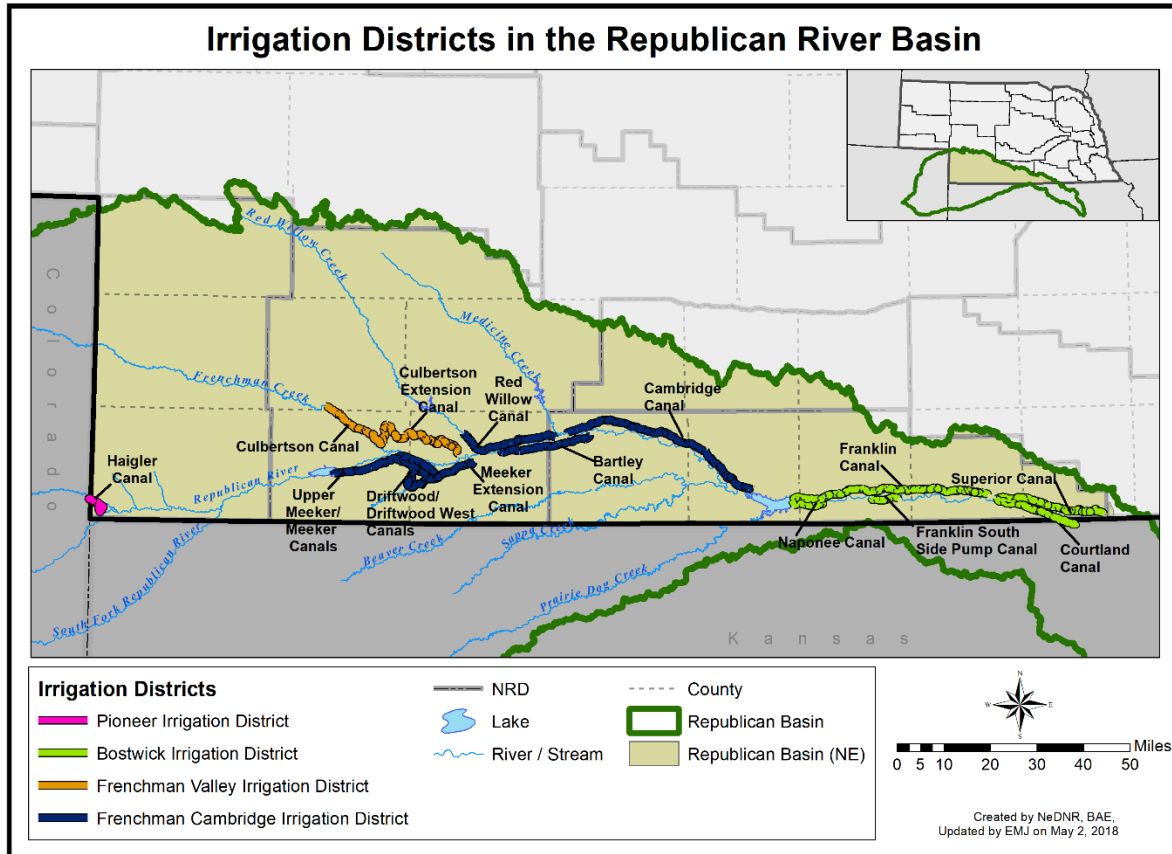 Irrigation Districts in the Republican River Basin
Colorado
Red Willow Creek
Medicine Creek
Frenchman Creek
Culbertson
Extension
Canal
Red
Willow
Canal
Cambridge
Canal
Culbertson Canal
Haigler
Canal
Republican River
Upper
Meeker/
Meeker Canals
Driftwood/
Driftwood West
Canals
Meeker
Extension
Canal
Bartley
Canal
Franklin
Canal
Superior Canal
Naponee Canal
Franklin South
Side Pump Canal
Courtland
Canal
South Fork Republican River
Beaver Creek
Sappy Creek
Prairie Dog Creek
Kansas
Irrigation Districts
Pioneer Irrigation District
Bostwick Irrigation District
Frenchman Valley Irrigation District
Frenchman Cambridge Irrigation District
NRD
Lake
River / Stream
County
Republican Basin
Republican Basin (NE)
N
W E
S
Miles
0 5 10 20 30 40 50
Created by NeDNR, BAE,
Updated by EMJ on May 2, 2018